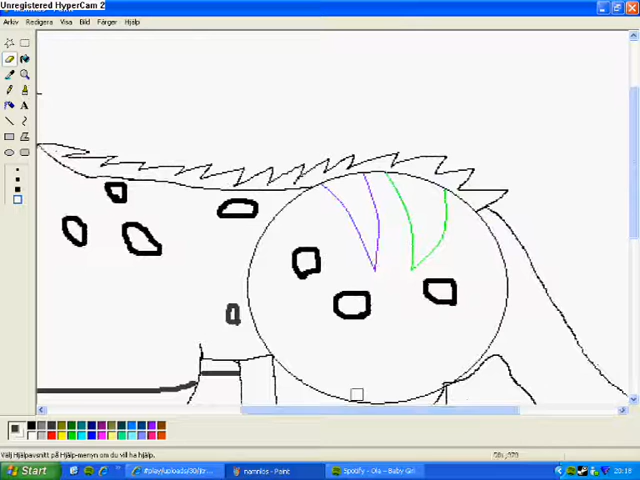 Unregistered HyperCam 2
Arkiv Redigera Visa Bild Färger Hjälp
A
Välj Hjälpavsnitt på Hjälp-menyn om du vill ha hjälp.
Start
namnlös - Paint
Spotify - Ola – Baby Girl
20:18